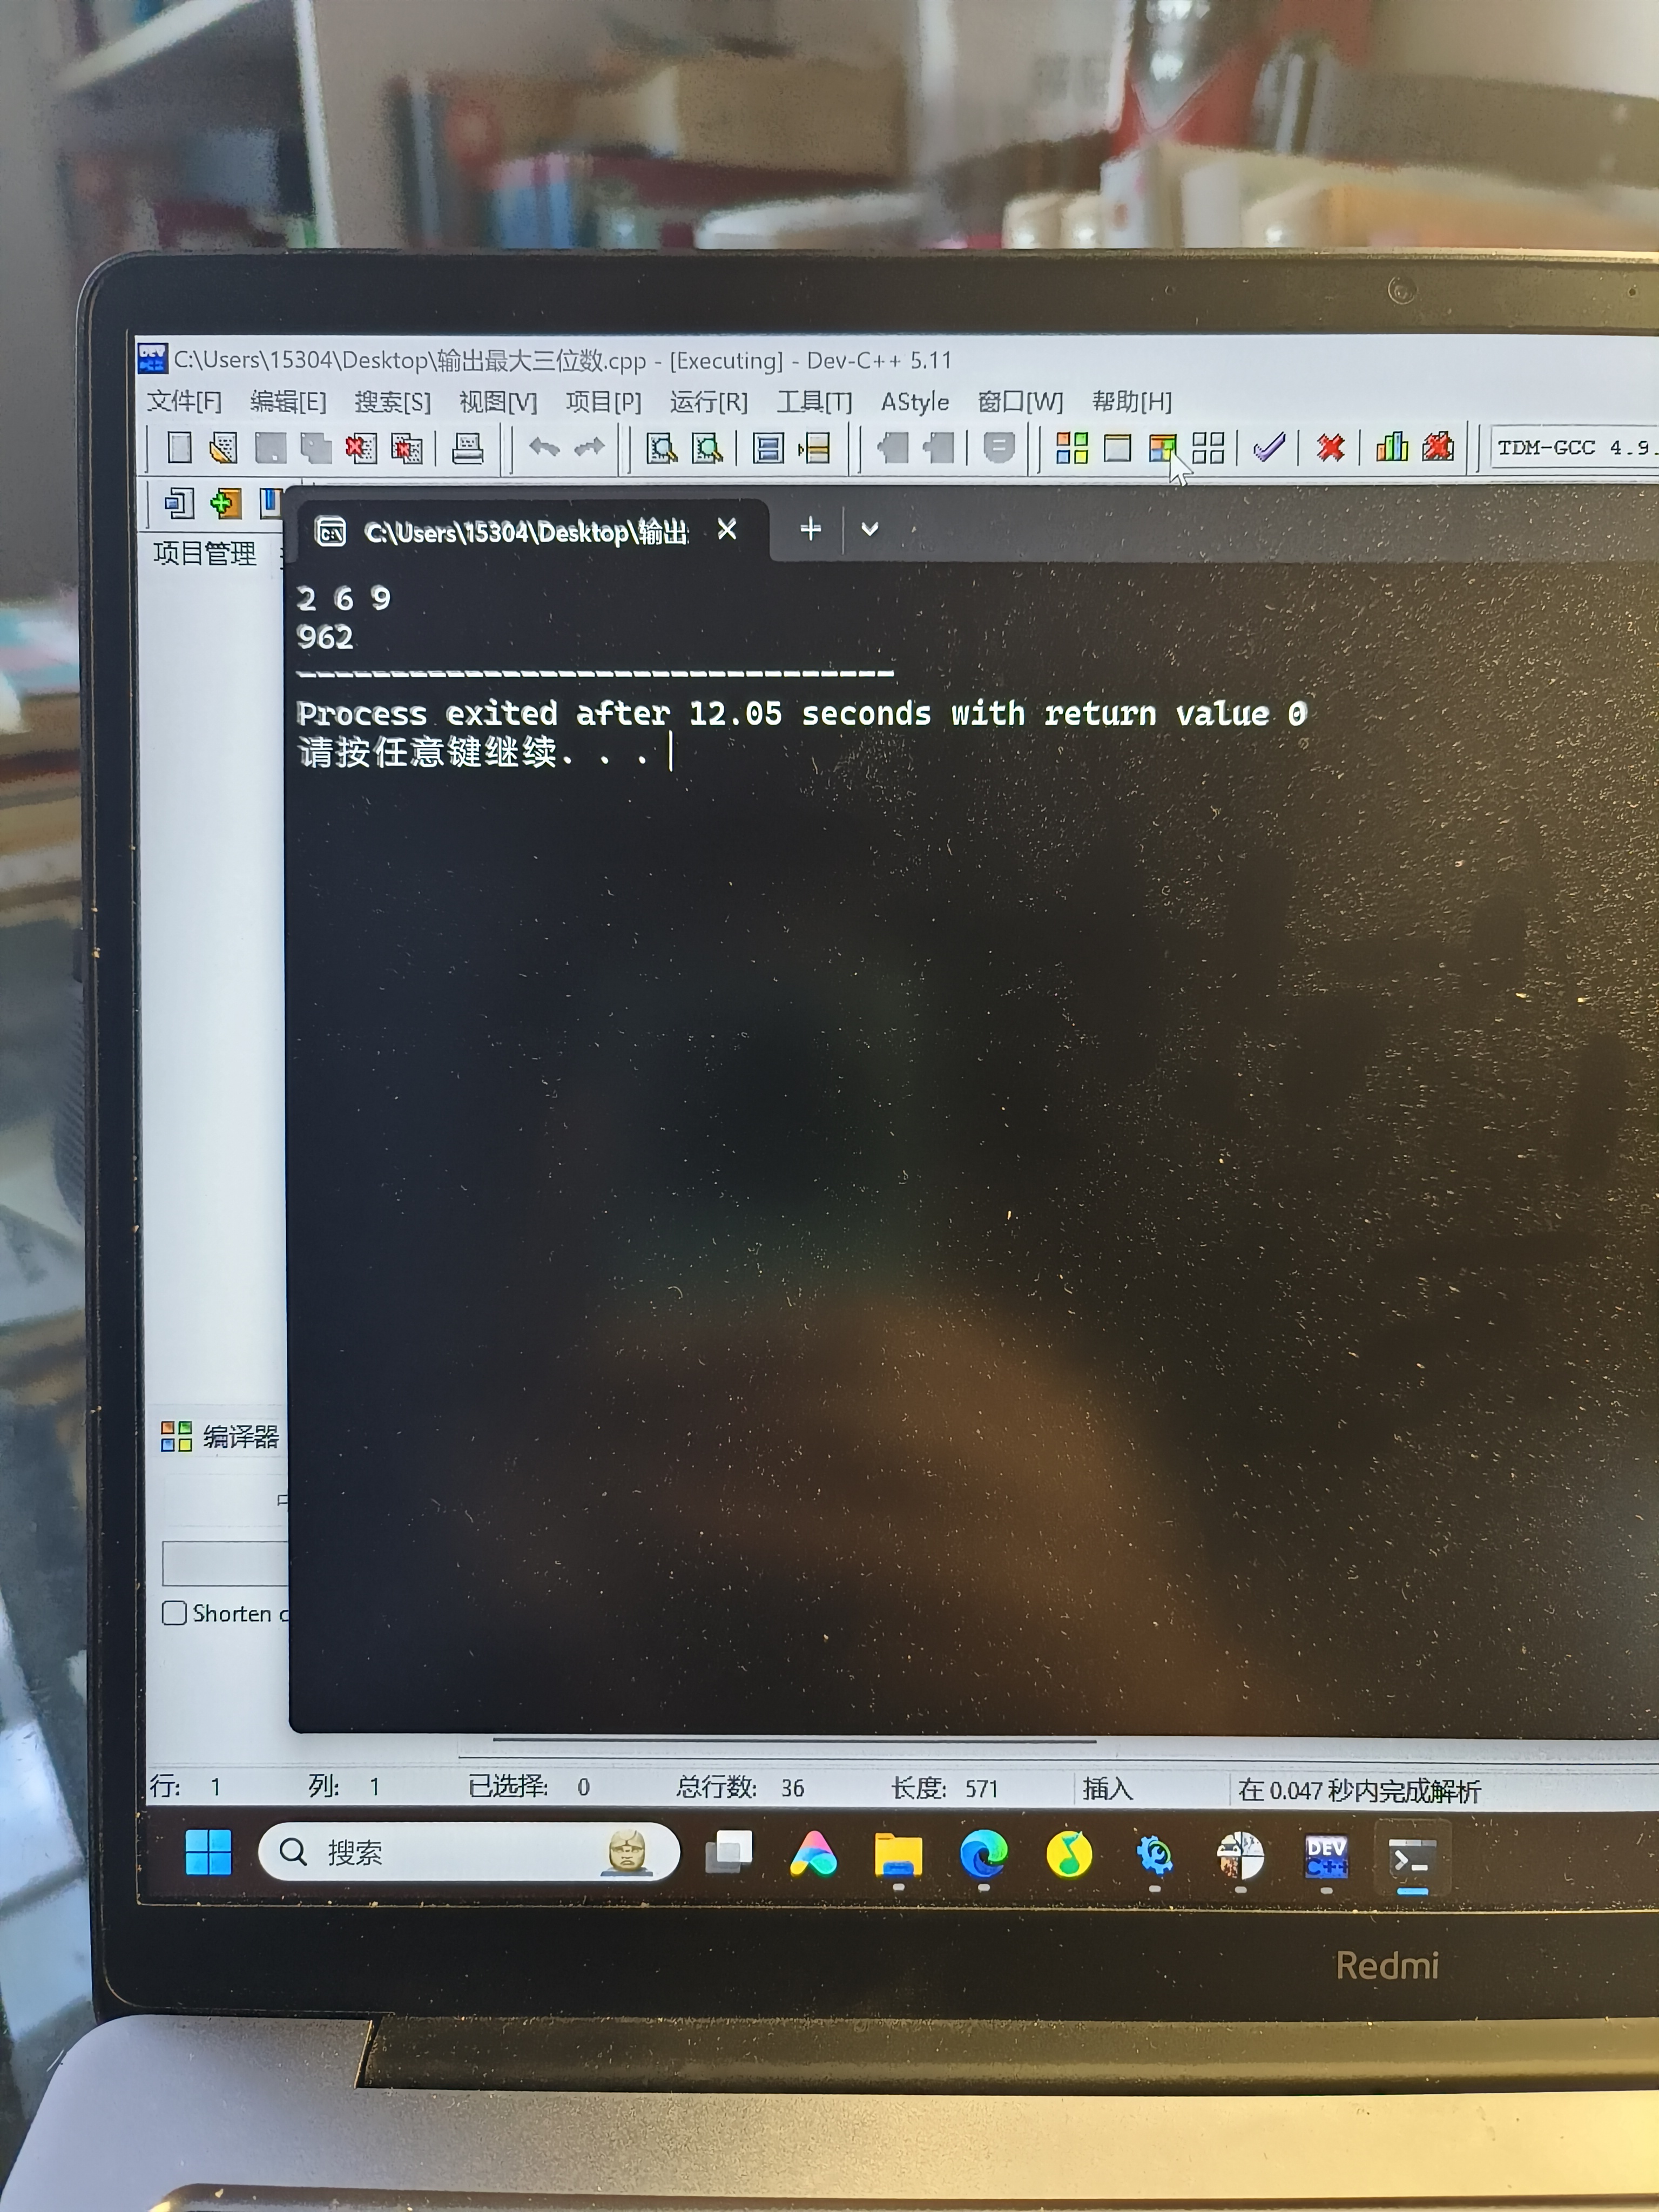 C:\Users\15304\Desktop\输出最大三位数.cpp - [Executing] - Dev-C++ 5.11
文件[F] 编辑[E] 搜索[S] 视图[V] 项目[P] 运行[R] 工具[T] AStyle 窗口[W] 帮助[H]
TDM-GCC 4.9.
C:\Users\15304\Desktop\输出
项目管理
2 6 9
962
--------------------------------
Process exited after 12.05 seconds with return value 0
请按任意键继续. . .
编译器
Shorten
行: 1 列: 1 已选择: 0 总行数: 36 长度: 571 插入 在 0.047 秒内完成解析
搜索
DEV C++
Redmi